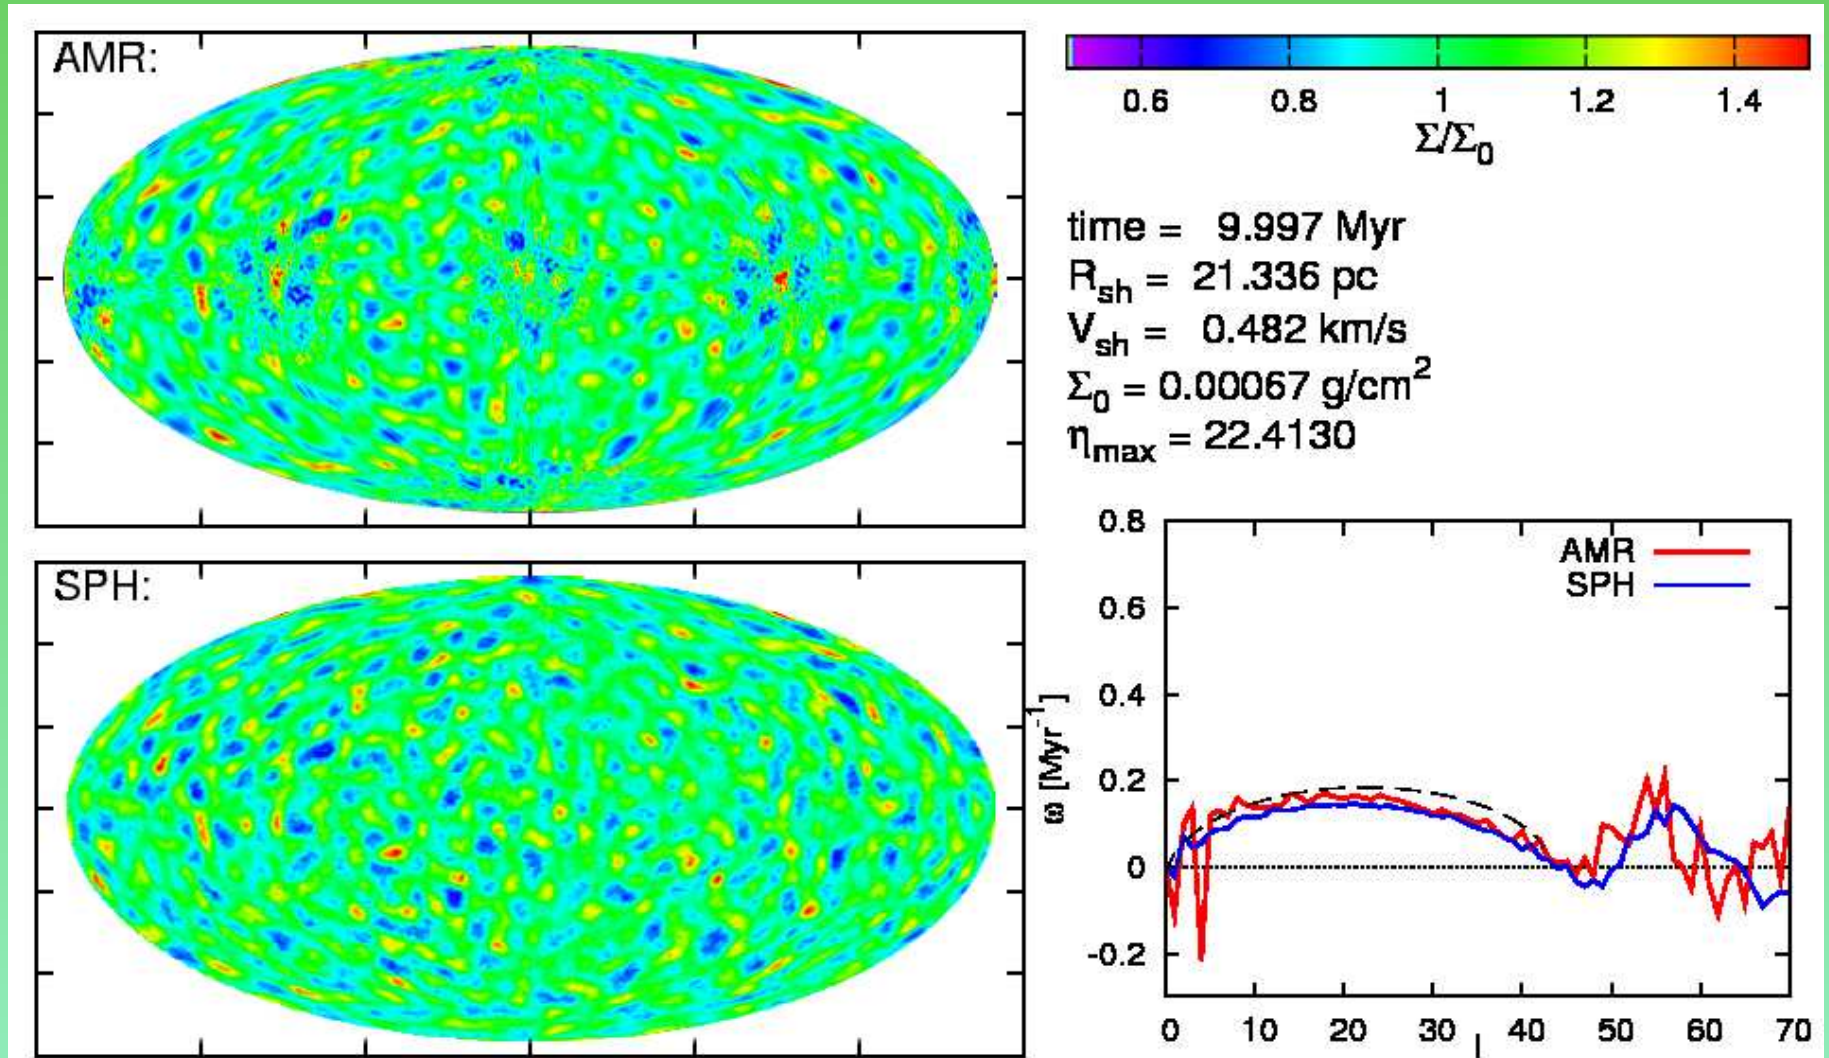 AMR:
0.6 0.8 1 1.2 1.4
Σ/Σ0
time = 9.997 Myr
Rsh = 21.336 pc
Vsh = 0.482 km/s
Σ0 = 0.00067 g/cm2
ηmax = 22.4130
SPH:
AMR
SPH
0.8
0.6
0.4
0.2
0
-0.2
ω [Myr-1]
0 10 20 30 40 50 60 70
l